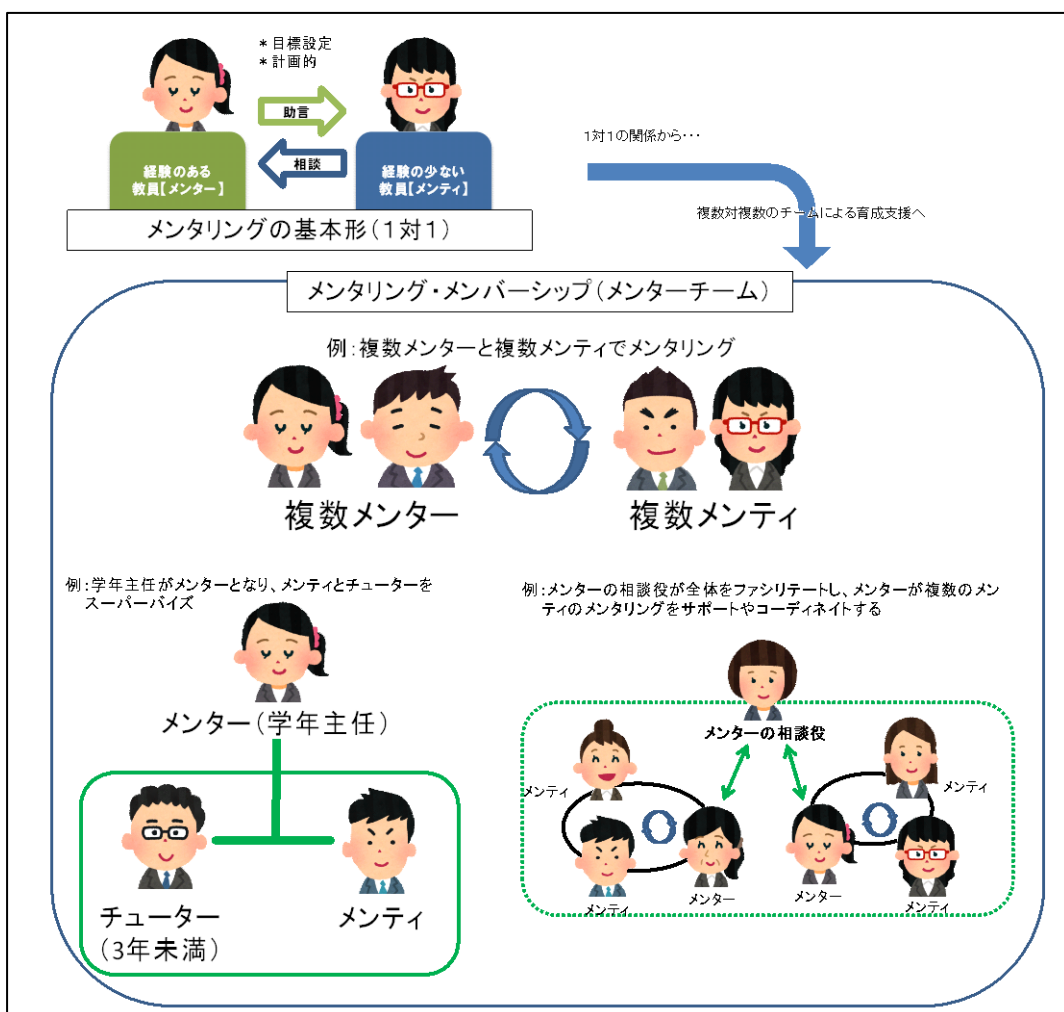 ＊目標設定
＊計画的
助言
相談
経験のある
教員【メンター】
経験の少ない
教員【メンティ】
メンタリングの基本形（１対１）
１対１の関係から・・・
複数対複数のチームによる育成支援へ
メンタリング・メンバーシップ（メンターチーム）
例：複数メンターと複数メンティでメンタリング
複数メンター
複数メンティ
例：学年主任がメンターとなり、メンティとチューターを
スーパーバイズ
メンター（学年主任）
チューター
（3年未満）
メンティ
例：メンターの相談役が全体をファシリテートし、メンターが複数のメン
ティのメンタリングをサポートやコーディネイトする
メンターの相談役
メンティ
メンティ
メンティ
メンター
メンター
メンティ